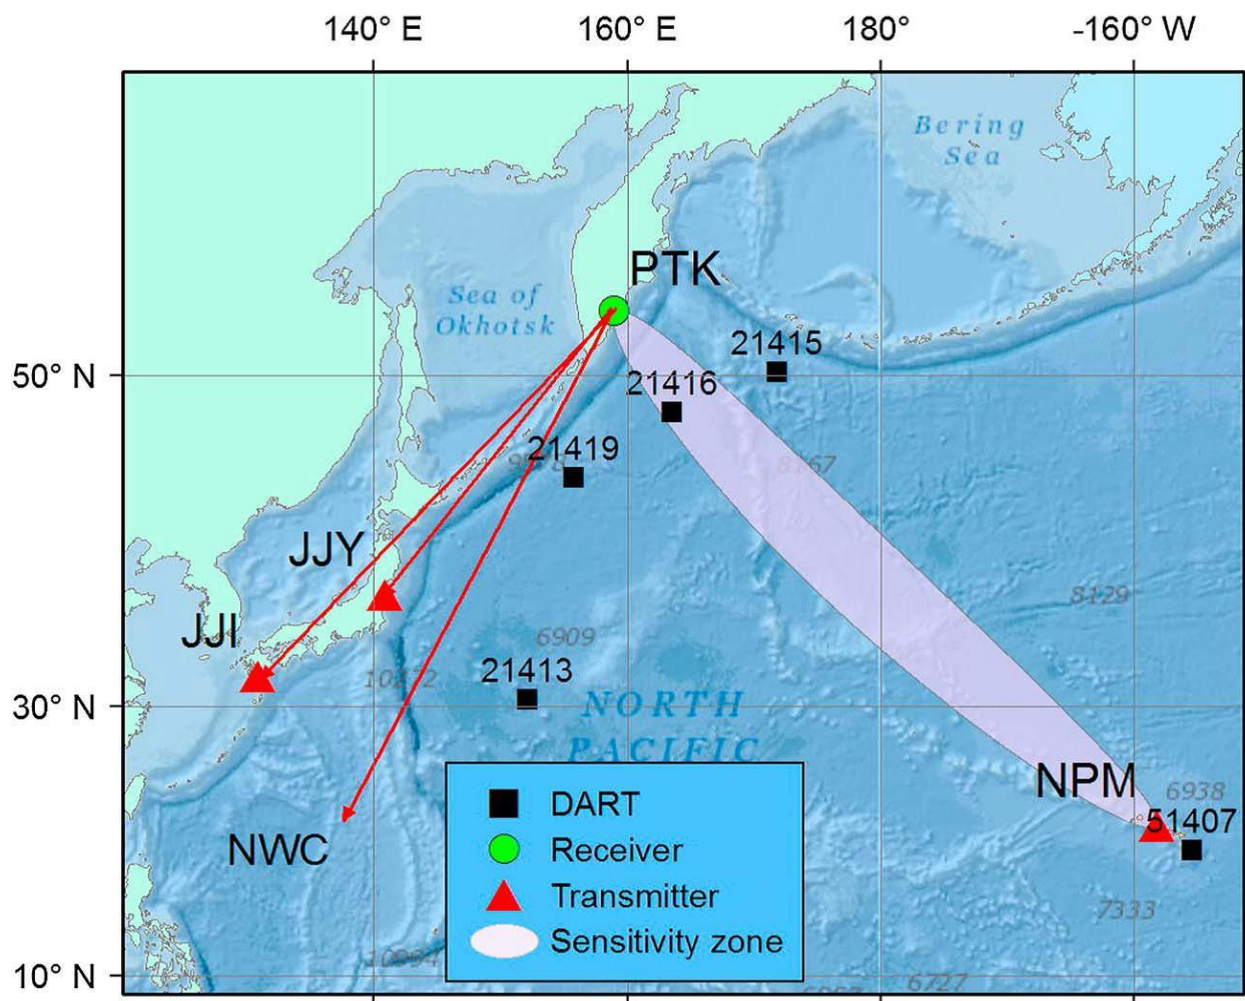 140° E
160° E
180°
-160° W
Bering
Sea
PTK
Sea of
Okhotsk
21415
50° N
21416
21419
8167
JJY
8129
JJI
6909
10272
21413
30° N
NORTH
PACIFIC
NPM
6938
51407
NWC
DART
Receiver
Transmitter
Sensitivity zone
7333
10° N
6727